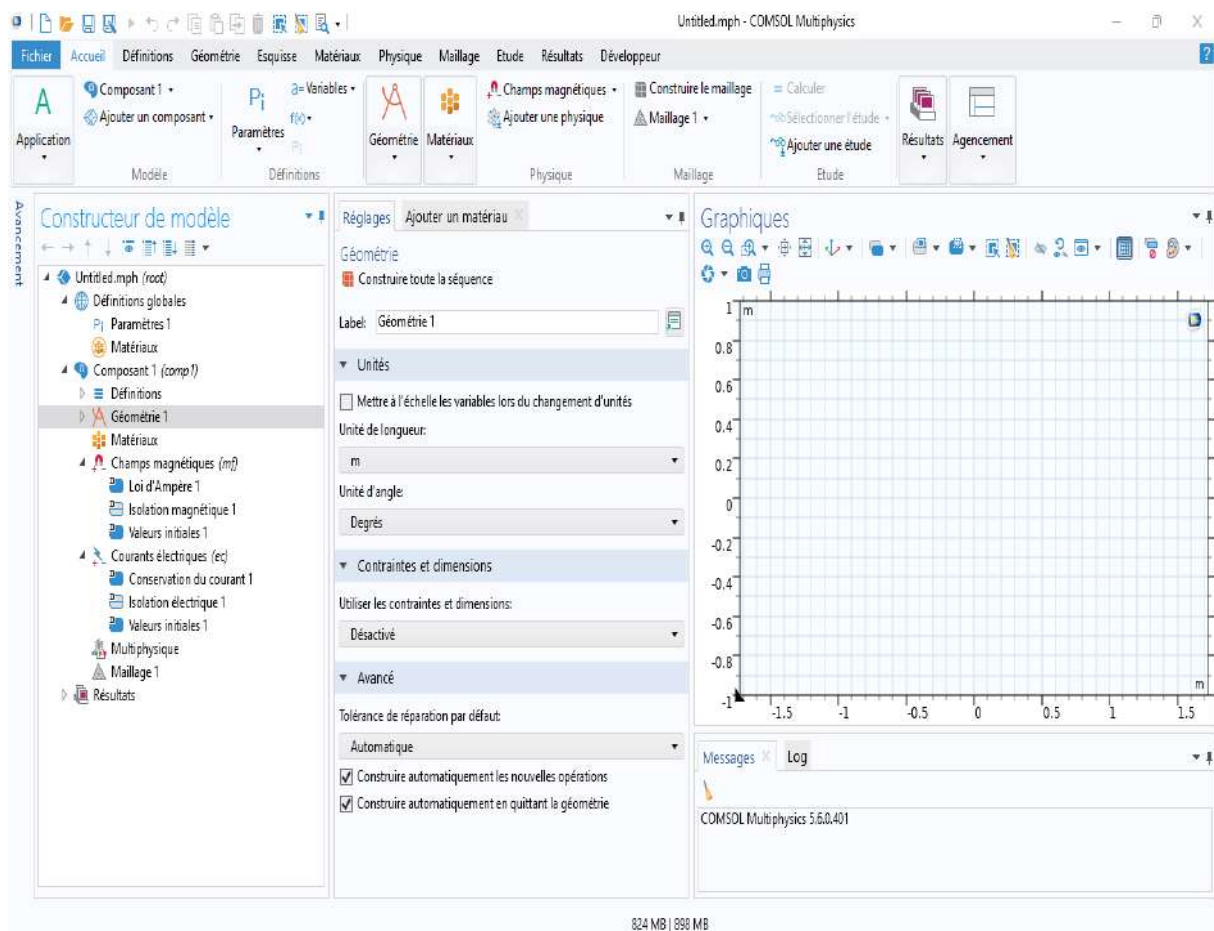 Untitled.mph - COMSOL Multiphysics
Fichier Accueil Définitions Géométrie Esquisse Matériaux Physique Maillage Etude Résultats Développeur
Application
Composant 1
Ajouter un composant
Modèle
Pi
Paramètres
a= Variables
f(x)
Pi
Définitions
Géométrie
Matériaux
Champs magnétiques
Ajouter une physique
Physique
Construire le maillage
Maillage 1
Maillage
= Calculer
Sélectionner l'étude
Ajouter une étude
Etude
Résultats
Agencement
Avancement
Constructeur de modèle
Untitled.mph (root)
Définitions globales
Pi Paramètres 1
Matériaux
Composant 1 (comp1)
Définitions
Géométrie 1
Matériaux
Champs magnétiques (mf)
Loi d'Ampère 1
Isolation magnétique 1
Valeurs initiales 1
Courants électriques (ec)
Conservation du courant 1
Isolation électrique 1
Valeurs initiales 1
Multiphysique
Maillage 1
Résultats
Réglages Ajouter un matériau
Géométrie
Construire toute la séquence
Label: Géométrie 1
Unités
Mettre à l'échelle les variables lors du changement d'unités
Unité de longueur:
m
Unité d'angle:
Degrés
Contraintes et dimensions
Utiliser les contraintes et dimensions:
Désactivé
Avancé
Tolérance de réparation par défaut:
Automatique
Construire automatiquement les nouvelles opérations
Construire automatiquement en quittant la géométrie
Graphiques
1 m
0.8
0.6
0.4
0.2
0
-0.2
-0.4
-0.6
-0.8
m
-1
-1.5 -1 -0.5 0 0.5 1 1.5
Messages Log
COMSOL Multiphysics 5.6.0.401
824 MB | 898 MB